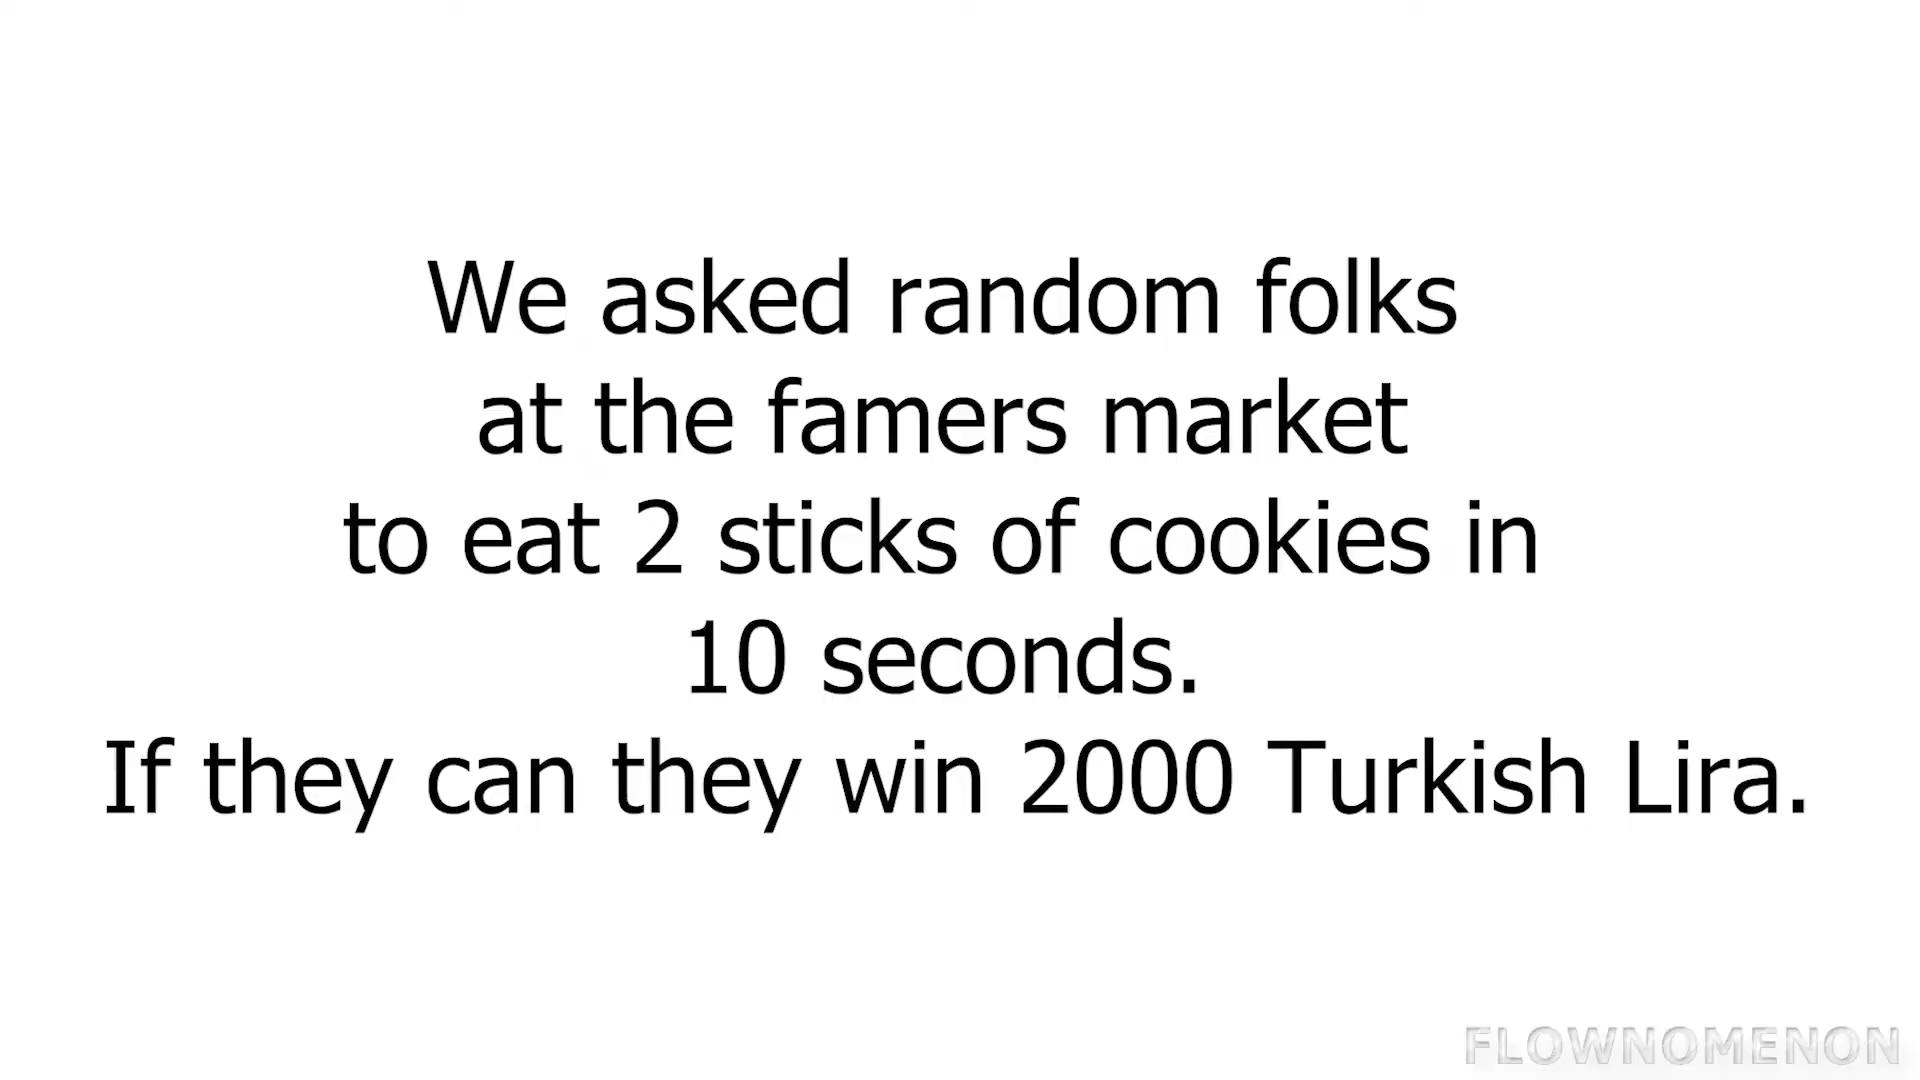 We asked random folks
at the famers market
to eat 2 sticks of cookies in
10 seconds.
If they can they win 2000 Turkish Lira.
FLOWNOMENON